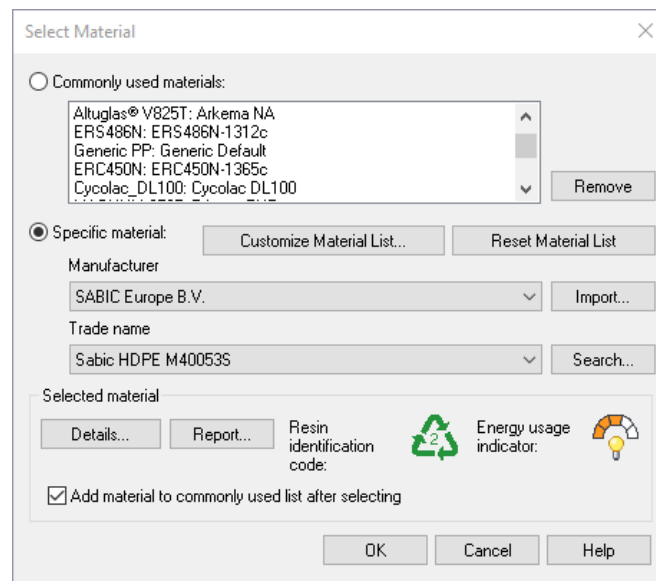 Select Material
Commonly used materials:
Altuglas® V825T: Arkema NA
ERS486N: ERS486N-1312c
Generic PP: Generic Default
ERC450N: ERC450N-1365c
Cycolac_DL100: Cycolac DL100
Remove
Specific material:
Customize Material List...
Reset Material List
Manufacturer
SABIC Europe B.V.
Import...
Trade name
Sabic HDPE M40053S
Search...
Selected material
Details...
Report...
Resin
identification
code:
2
Energy usage
indicator:
Add material to commonly used list after selecting
OK
Cancel
Help